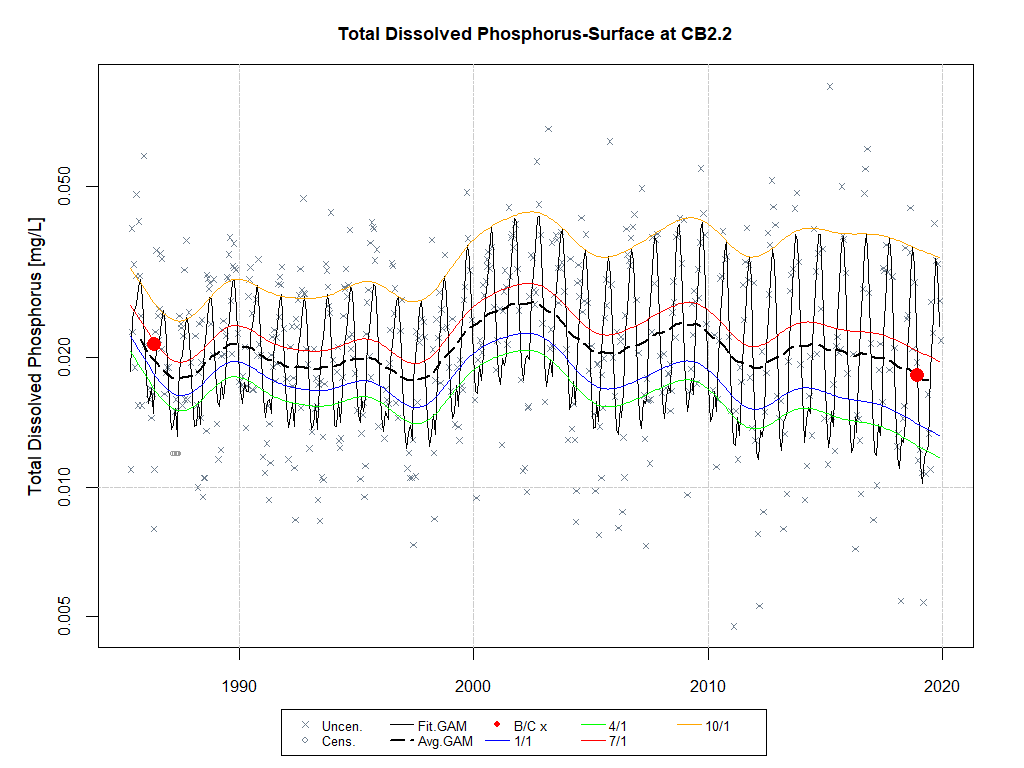 Total Dissolved Phosphorus-Surface at CB2.2
Total Dissolved Phosphorus [mg/L]
0.050
0.020
0.010
0.005
1990 2000 2010 2020
Uncen. Fit.GAM B/C x 4/1 10/1
Cens. Avg.GAM 1/1 7/1